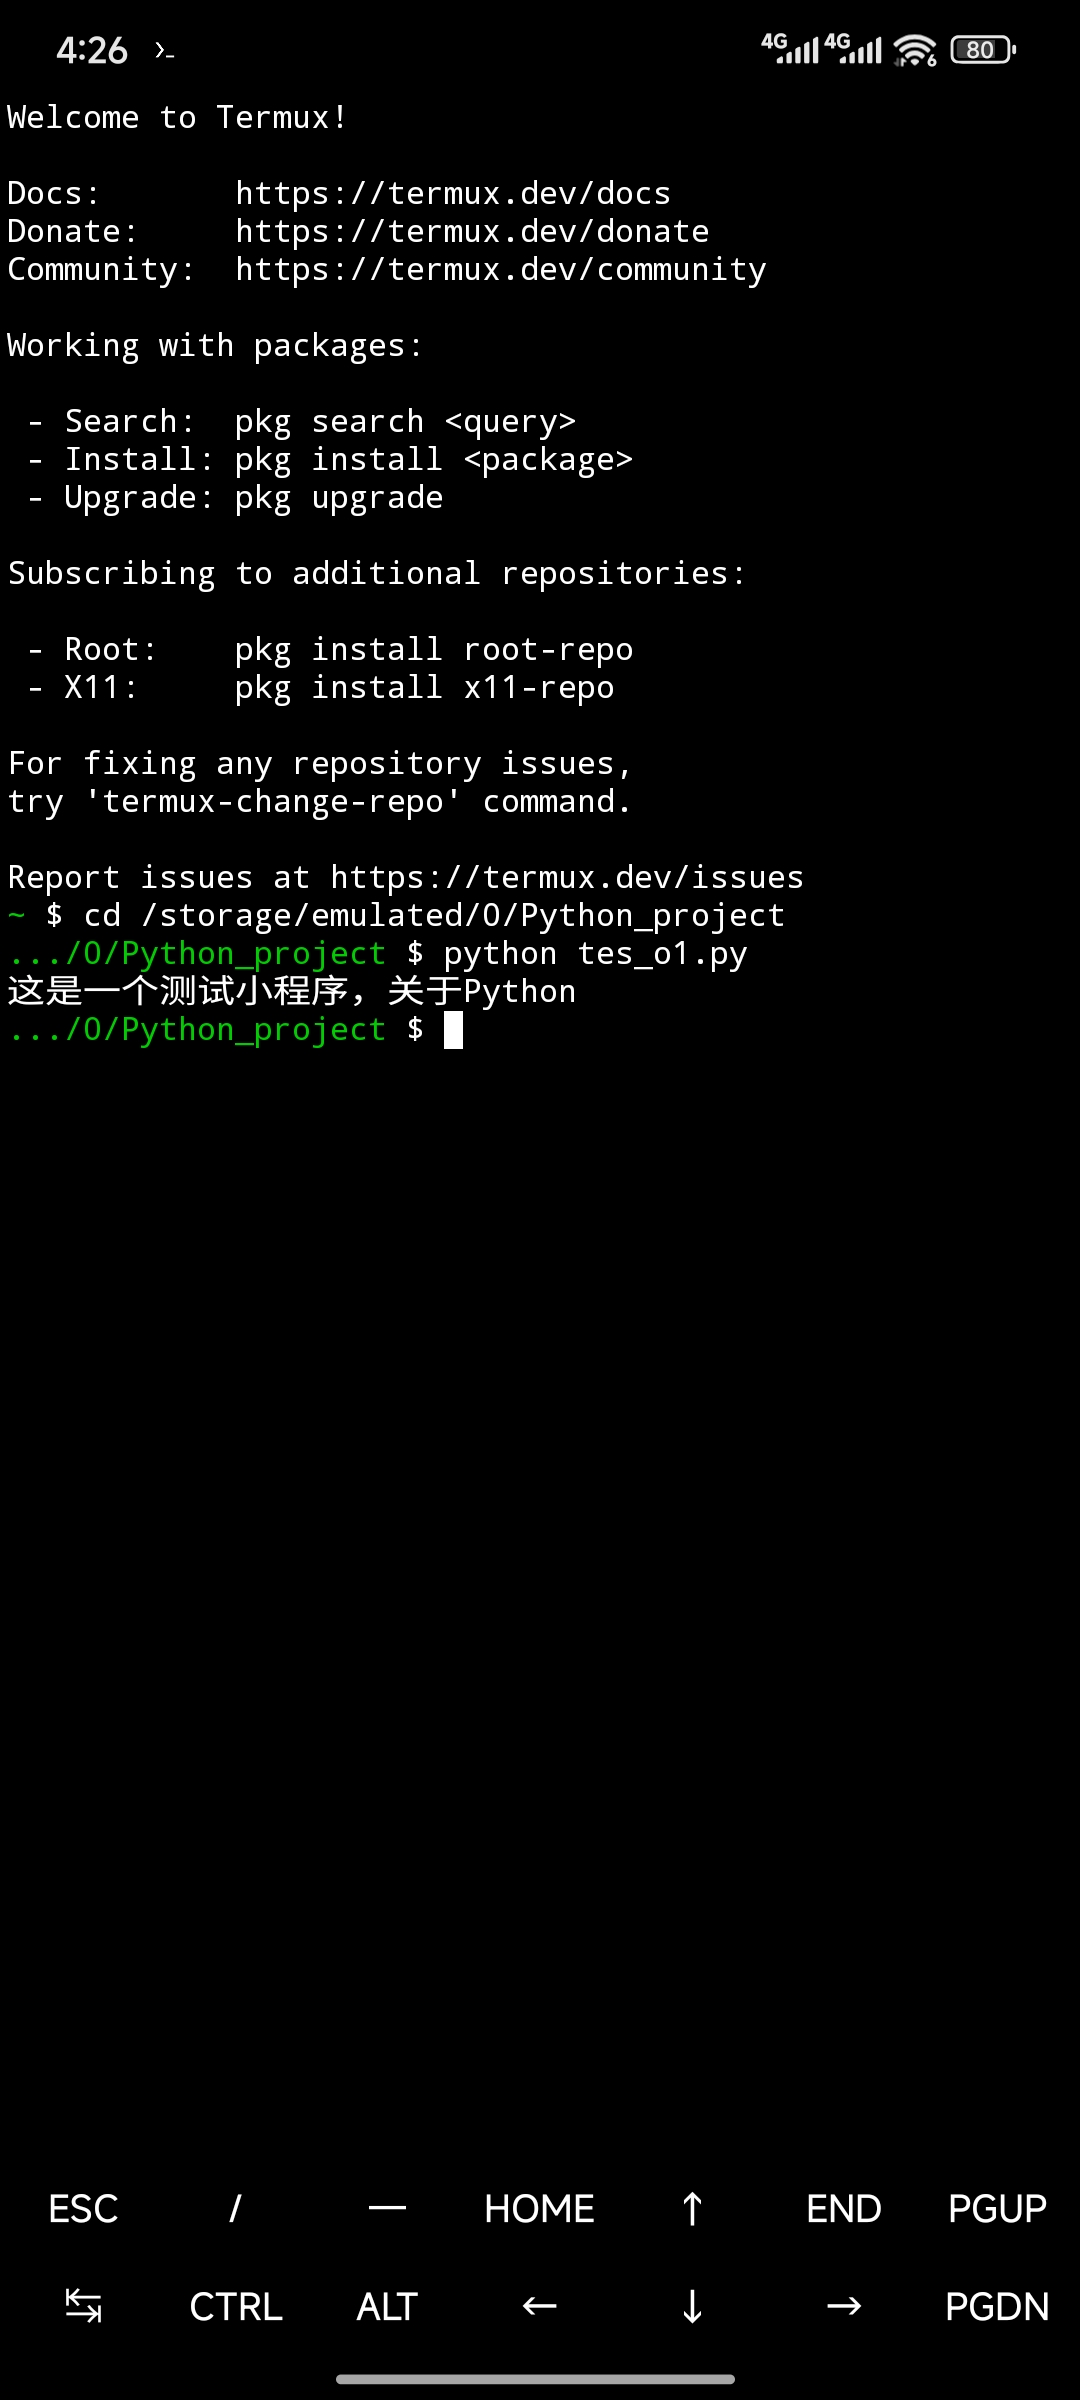 4:26 4G 4G 6 80
Welcome to Termux!
Docs: https://termux.dev/docs
Donate: https://termux.dev/donate
Community: https://termux.dev/community
Working with packages:
- Search: pkg search <query>
- Install: pkg install <package>
- Upgrade: pkg upgrade
Subscribing to additional repositories:
- Root: pkg install root-repo
- X11: pkg install x11-repo
For fixing any repository issues,
try 'termux-change-repo' command.
Report issues at https://termux.dev/issues
~ $ cd /storage/emulated/0/Python_project
.../0/Python_project $ python tes_o1.py
这是一个测试小程序，关于Python
.../0/Python_project $
ESC / — HOME ↑ END PGUP
↹ CTRL ALT ← ↓ → PGDN